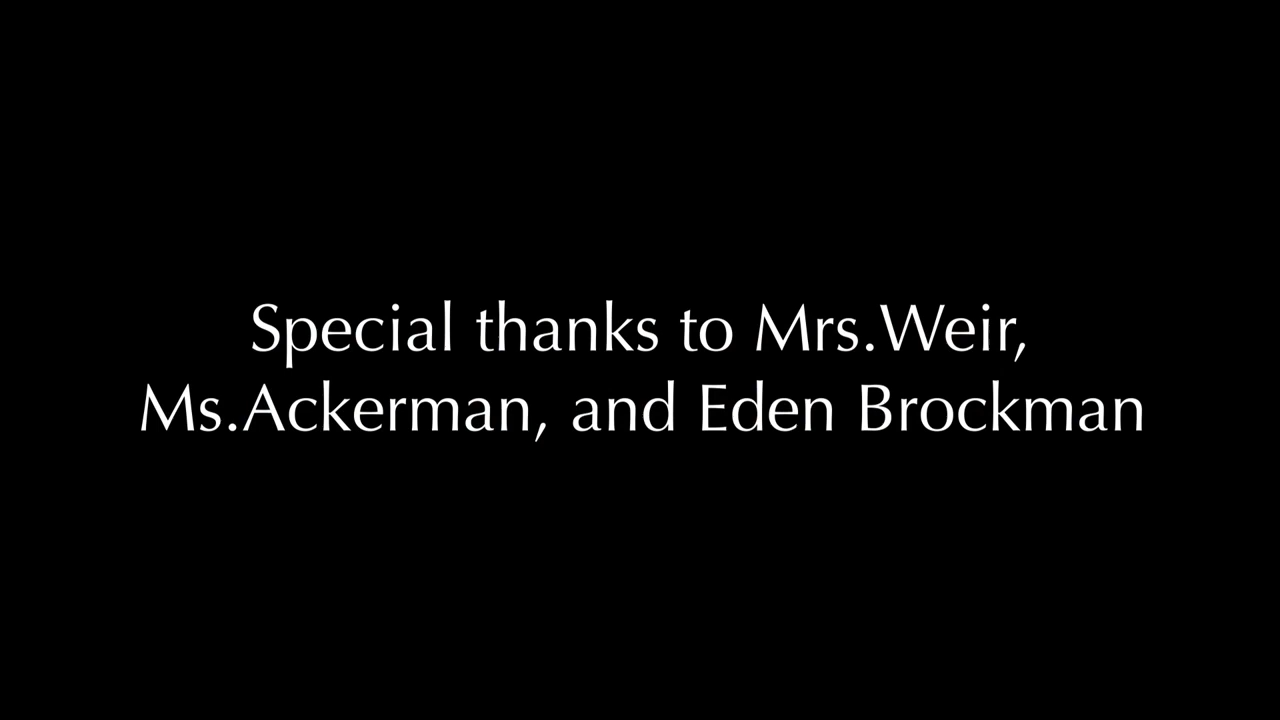 Special thanks to Mrs.Weir,
Ms.Ackerman, and Eden Brockman